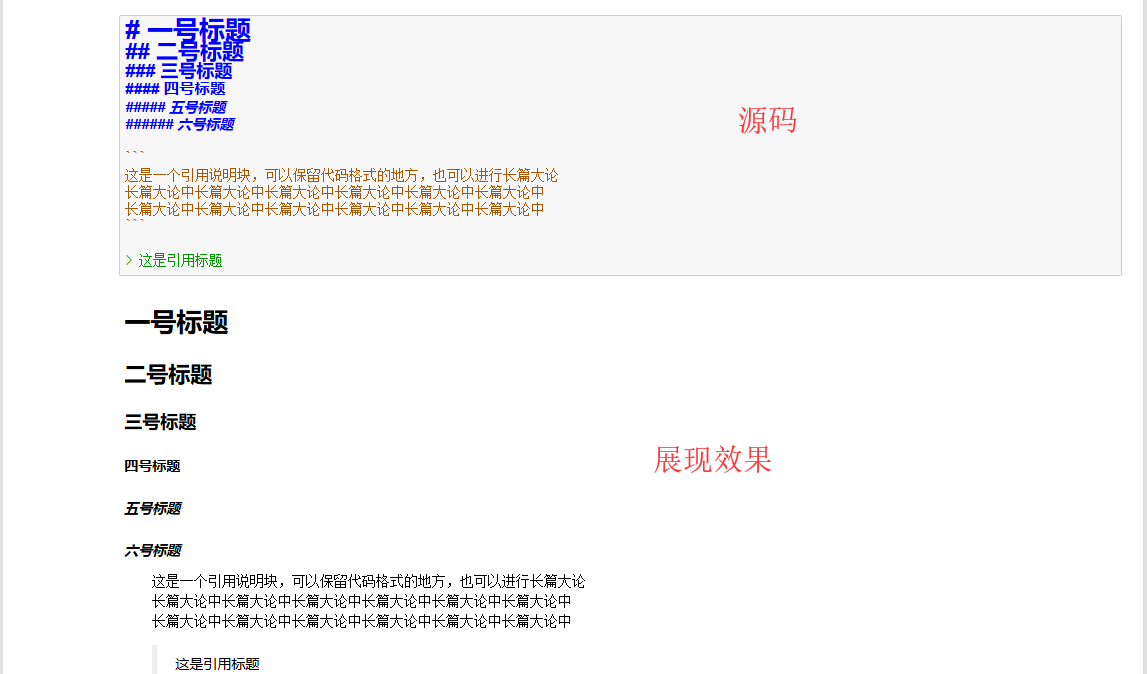 # 一号标题
## 二号标题
### 三号标题
#### 四号标题
##### 五号标题
###### 六号标题
源码
```
这是一个引用说明块，可以保留代码格式的地方，也可以进行长篇大论
长篇大论中长篇大论中长篇大论中长篇大论中长篇大论中长篇大论中
长篇大论中长篇大论中长篇大论中长篇大论中长篇大论中长篇大论中
```
> 这是引用标题
一号标题
二号标题
三号标题
展现效果
四号标题
五号标题
六号标题
这是一个引用说明块，可以保留代码格式的地方，也可以进行长篇大论
长篇大论中长篇大论中长篇大论中长篇大论中长篇大论中长篇大论中
长篇大论中长篇大论中长篇大论中长篇大论中长篇大论中长篇大论中
这是引用标题